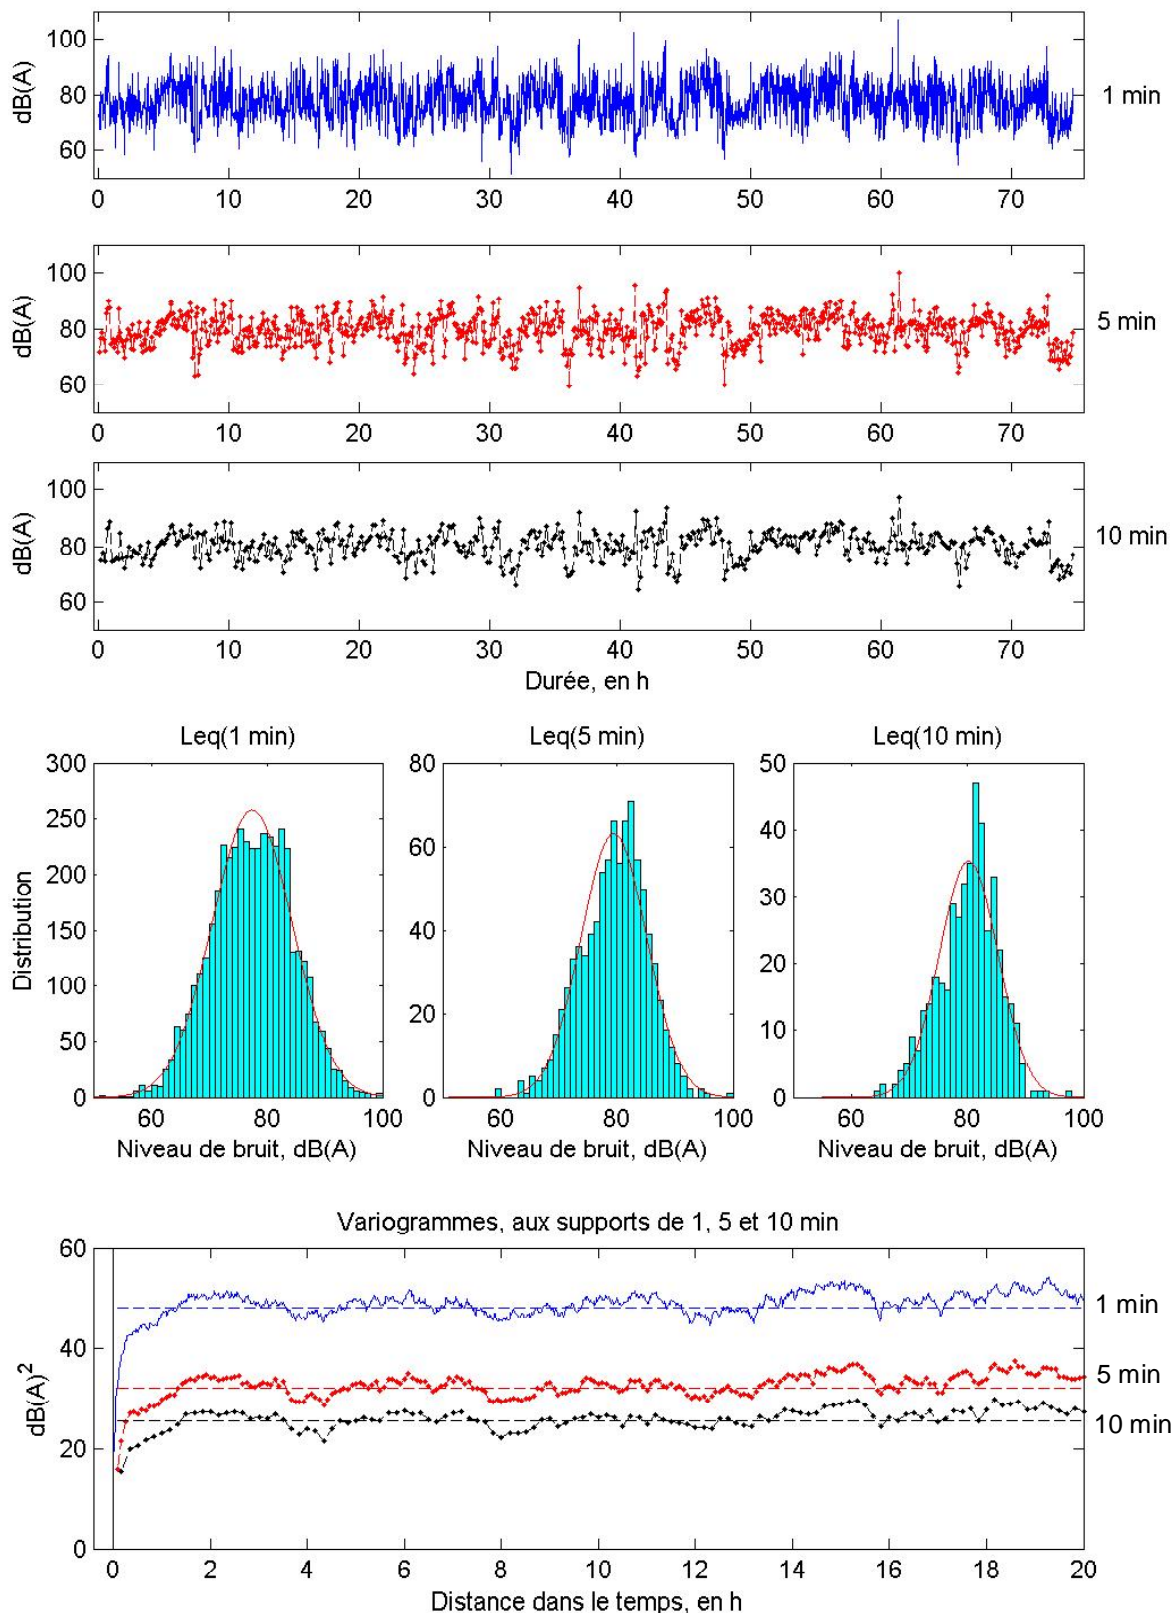 100
80
60
dB(A)
1 min
0 10 20 30 40 50 60 70
100
80
60
dB(A)
5 min
0 10 20 30 40 50 60 70
100
80
60
dB(A)
10 min
0 10 20 30 40 50 60 70
Durée, en h
Leq(1 min)
300
250
200
150
100
50
0
Distribution
60 80 100
Niveau de bruit, dB(A)
Leq(5 min)
80
60
40
20
0
60 80 100
Niveau de bruit, dB(A)
Leq(10 min)
50
40
30
20
10
0
60 80 100
Niveau de bruit, dB(A)
Variogrammes, aux supports de 1, 5 et 10 min
60
40
20
0
dB(A)²
1 min
5 min
10 min
0 2 4 6 8 10 12 14 16 18 20
Distance dans le temps, en h